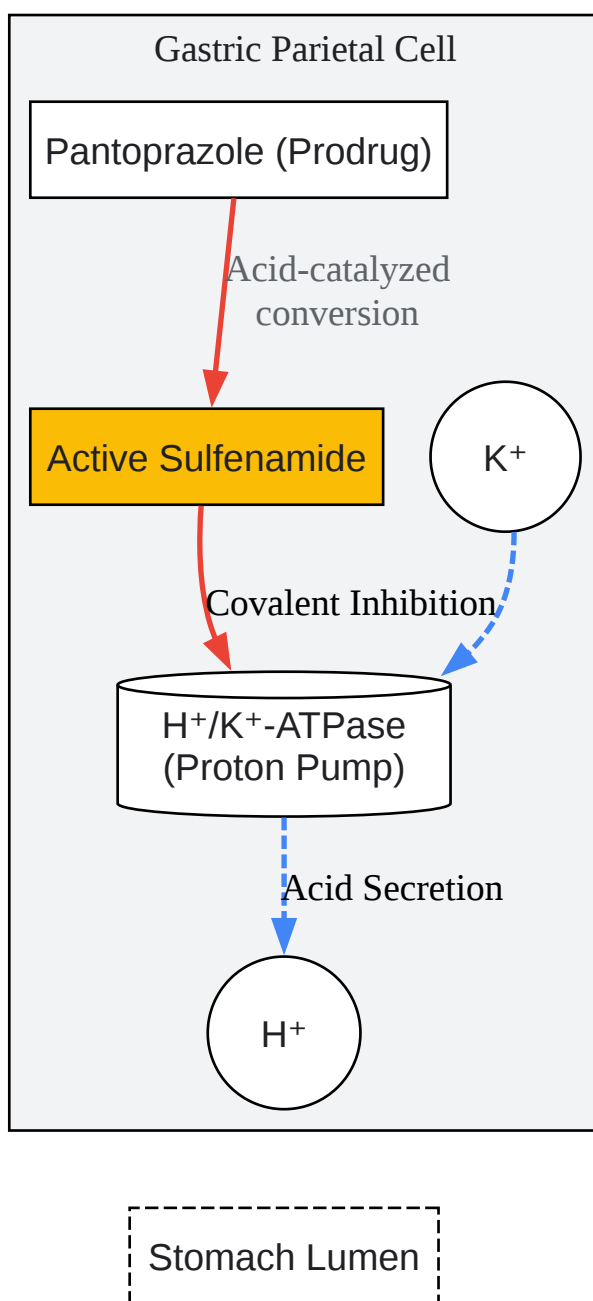 Gastric Parietal Cell
Pantoprazole (Prodrug)
Acid-catalyzed
conversion
Active Sulfenamide
K⁺
Covalent Inhibition
H⁺/K⁺-ATPase
(Proton Pump)
Acid Secretion
H⁺
Stomach Lumen